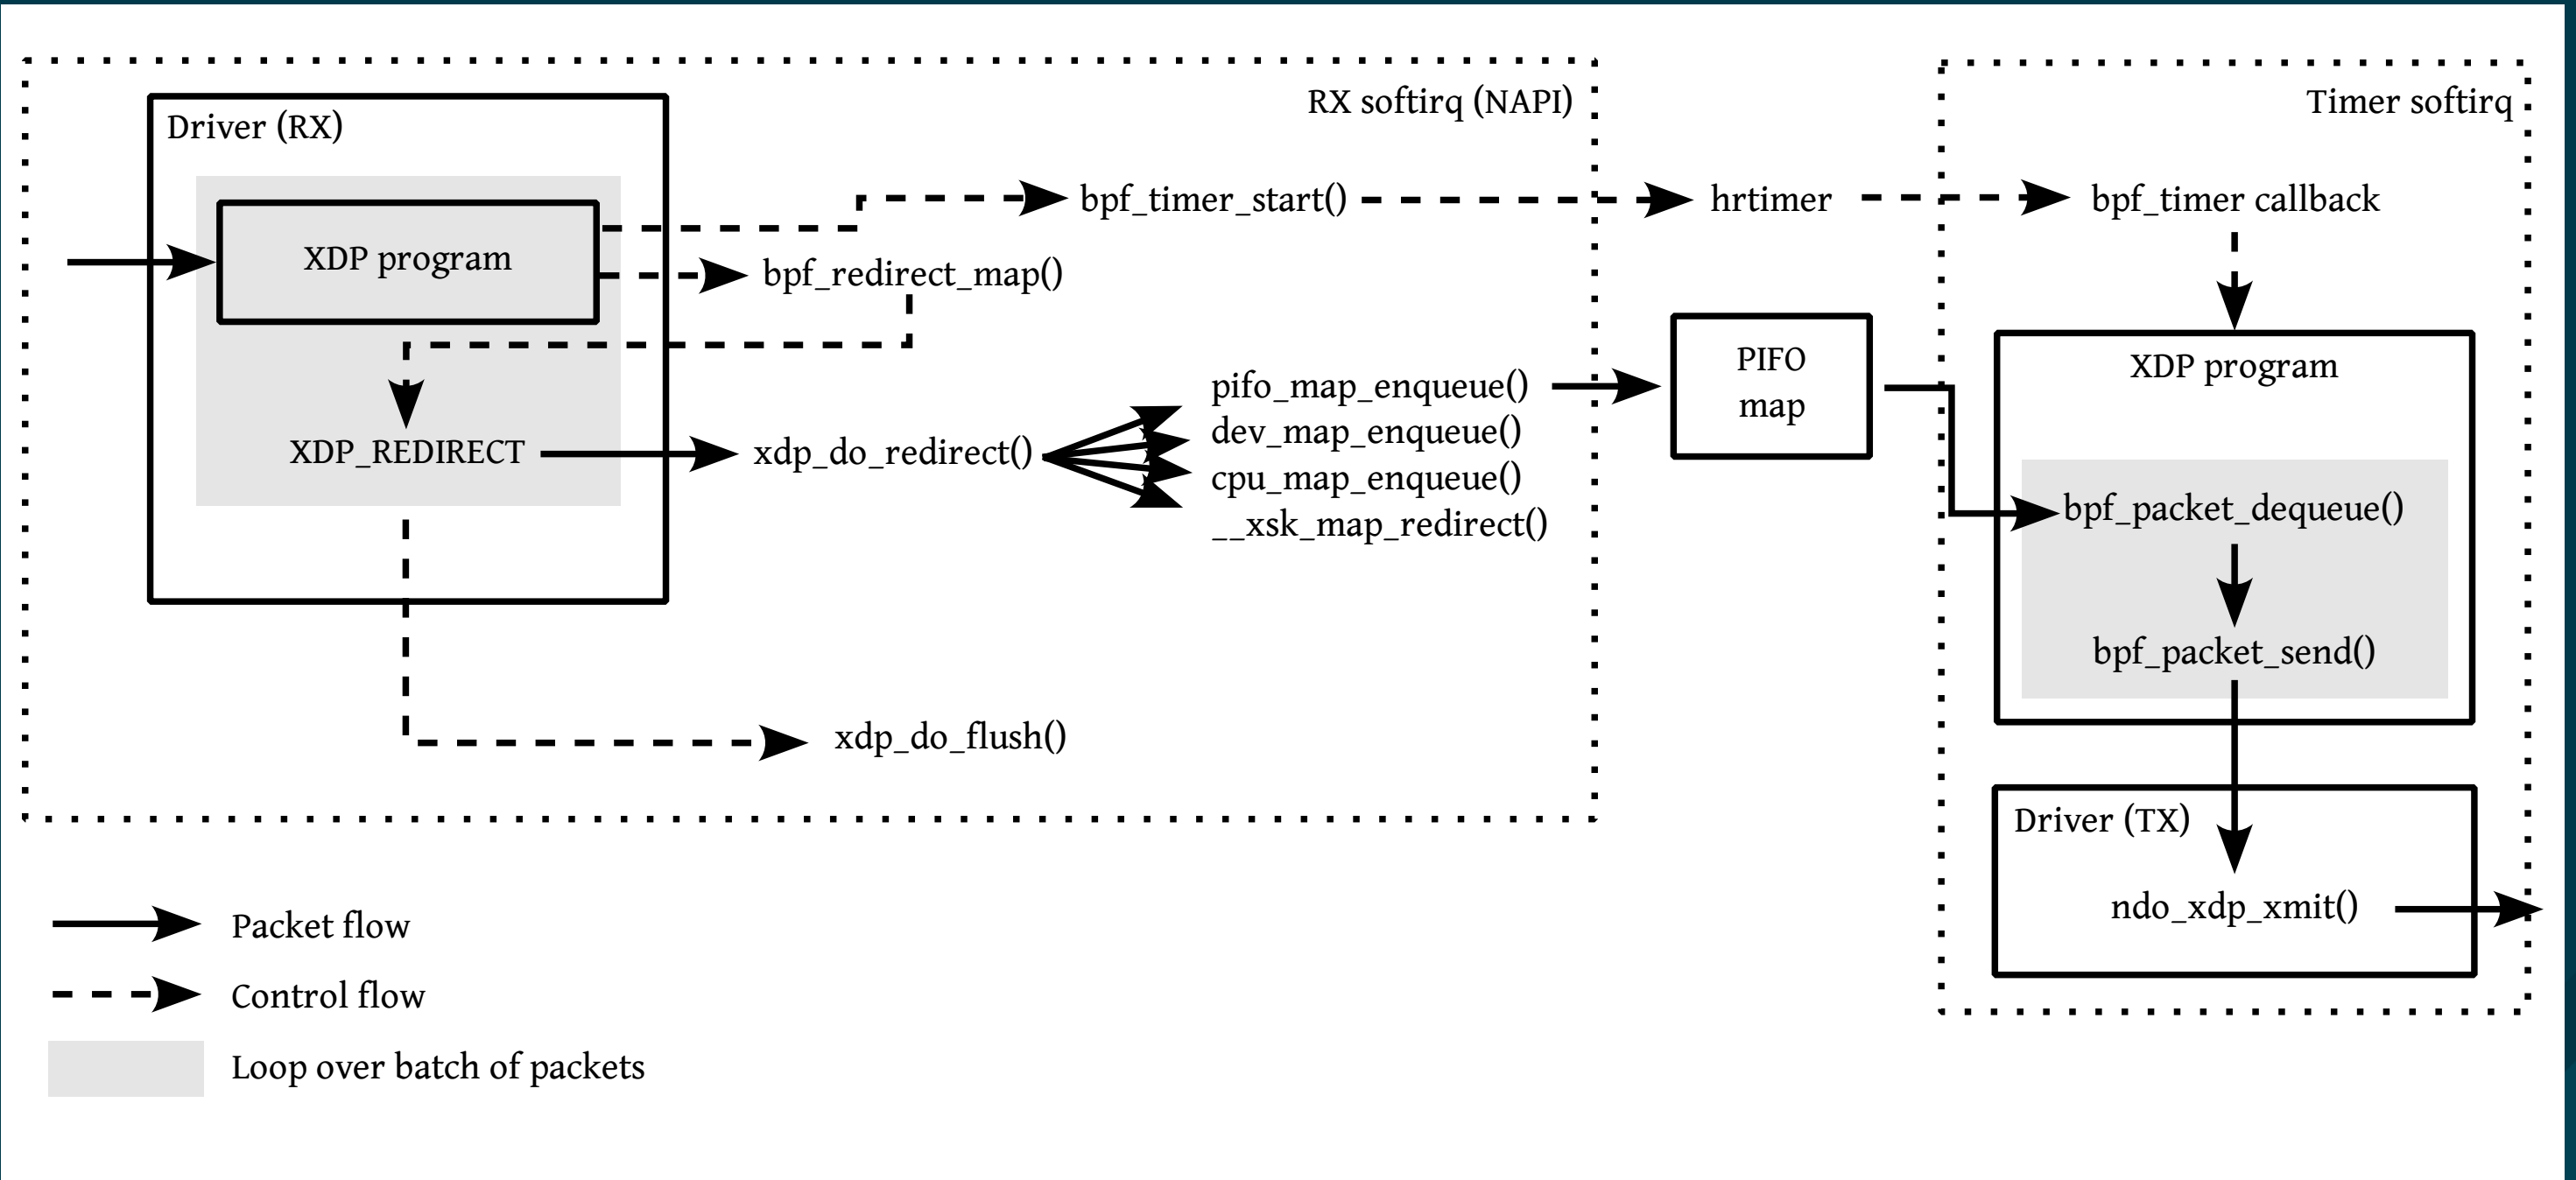 RX softirq (NAPI)
Driver (RX)
XDP program
bpf_timer_start()
bpf_redirect_map()
XDP_REDIRECT
xdp_do_redirect()
pifo_map_enqueue()
dev_map_enqueue()
cpu_map_enqueue()
__xsk_map_redirect()
xdp_do_flush()
hrtimer
PIFO
map
Timer softirq
bpf_timer callback
XDP program
bpf_packet_dequeue()
bpf_packet_send()
Driver (TX)
ndo_xdp_xmit()
Packet flow
Control flow
Loop over batch of packets